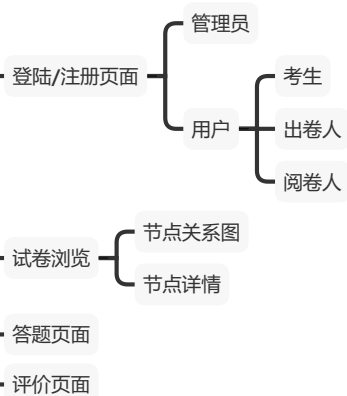 管理员
登陆/注册页面
用户
考生
出卷人
阅卷人
试卷浏览
节点关系图
节点详情
答题页面
评价页面